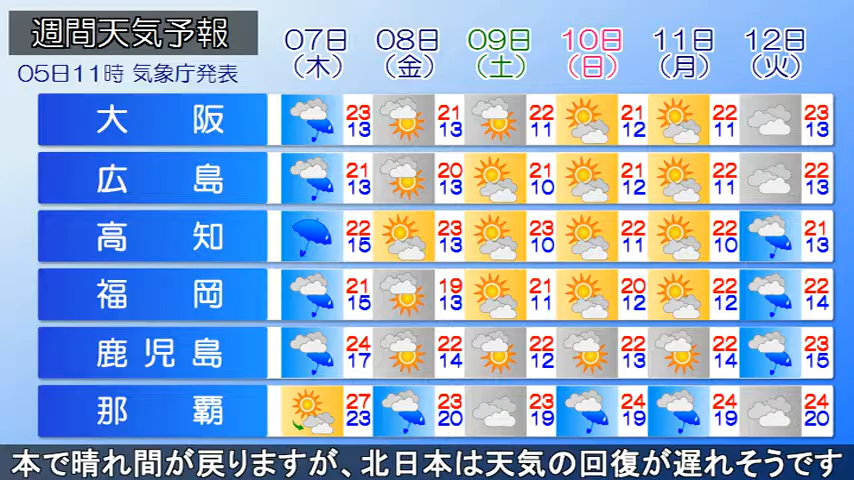 週間天気予報
05日11時 気象庁発表
07日 08日 09日 10日 11日 12日
(木) (金) (土) (日) (月) (火)
大阪 23 13 21 13 22 11 21 12 22 11 23 13
広島 21 13 20 13 21 10 21 12 22 11 22 13
高知 22 15 23 13 23 10 22 11 22 10 21 13
福岡 21 15 19 13 21 11 20 12 22 12 22 14
鹿児島 24 17 22 14 22 12 22 13 22 14 23 15
那覇 27 23 23 20 23 19 24 19 24 19 24 20
本で晴れ間が戻りますが、北日本は天気の回復が遅れそうです